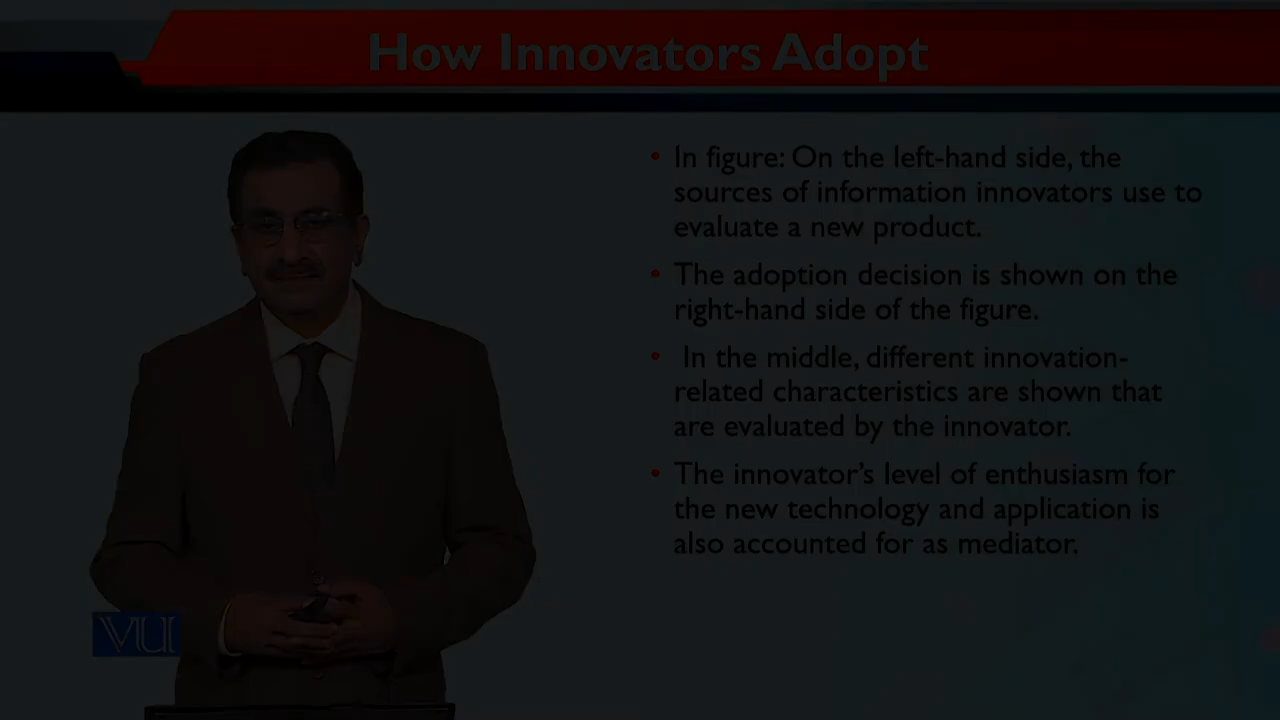 How Innovators Adopt
• In figure: On the left-hand side, the
sources of information innovators use to
evaluate a new product.
• The adoption decision is shown on the
right-hand side of the figure.
• In the middle, different innovation-
related characteristics are shown that
are evaluated by the innovator.
• The innovator’s level of enthusiasm for
the new technology and application is
also accounted for as mediator.
VU